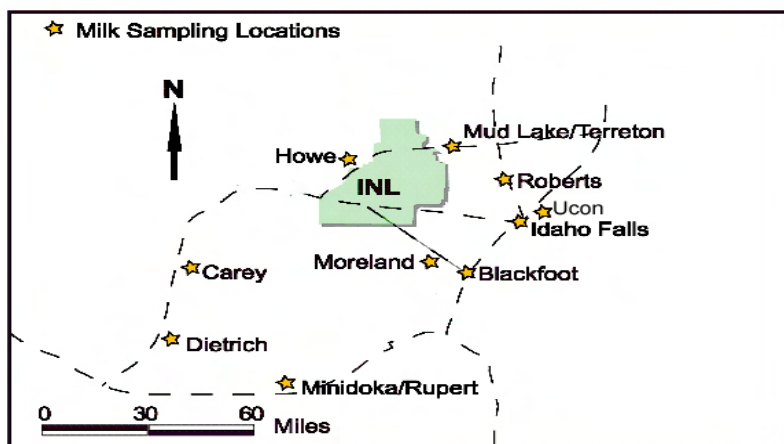 Milk Sampling Locations
N
Mud Lake/Terreton
Howe
INL
Roberts
Ucon
Idaho Falls
Moreland
Blackfoot
Carey
Dietrich
Minidoka/Rupert
0 30 60
Miles